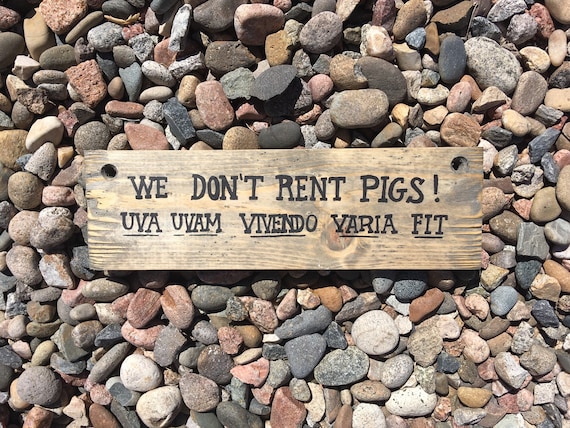 WE DON'T RENT PIGS!
UVA UVAM VIVENDO VARIA FIT